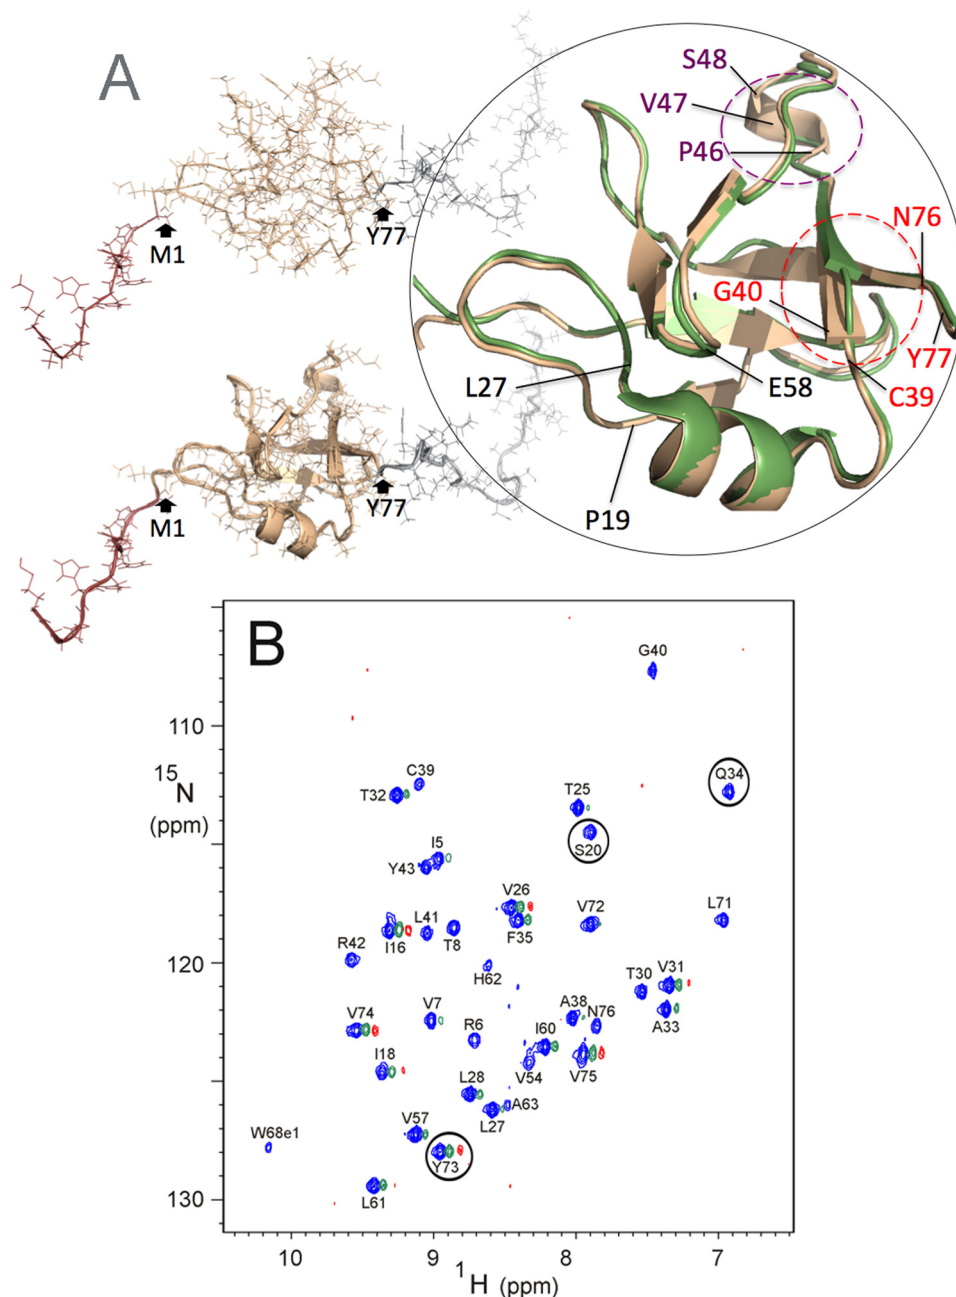 A
S48
V47
P46
N76
M1
Y77
G40
Y77
L27
E58
C39
M1
Y77
P19
B
G40
110
15N
(ppm)
C39
Q34
T32
T25
I5
S20
Y43
V26
V72
L71
I16
L41
T8
F35
R42
120
H62
T30
V31
V74
V7
A38
N76
A33
R6
I60
I18
V54
V75
L28
L27
A63
V57
W68e1
Y73
L61
130
10
9
8
7
1H (ppm)